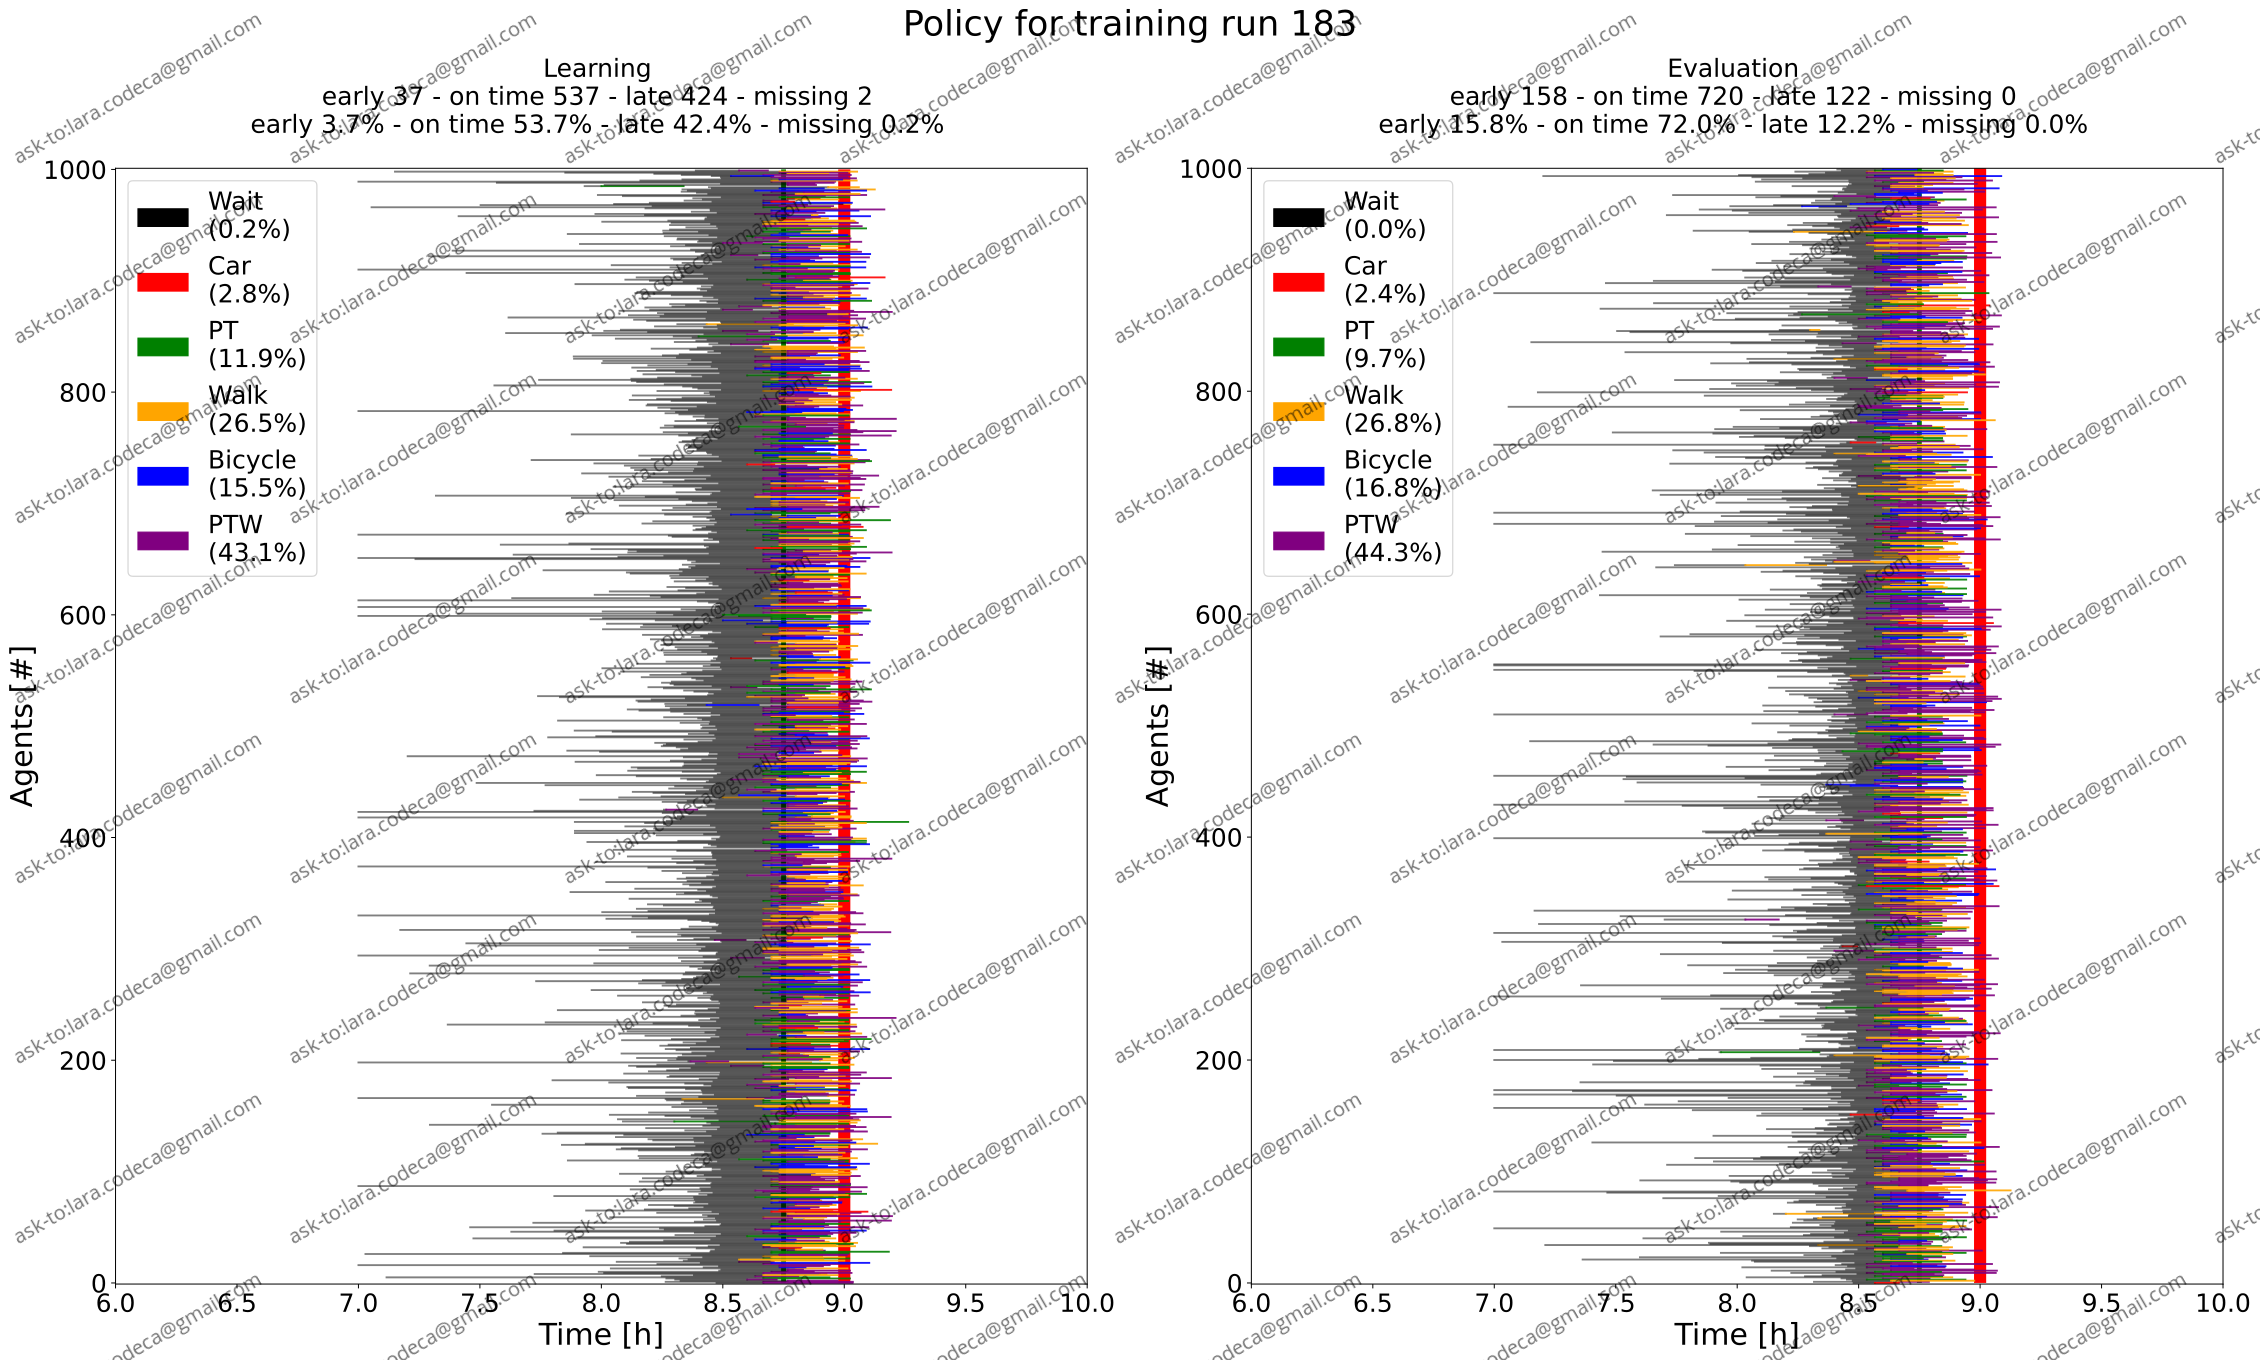 Policy for training run 183
Learning
early 37 - on time 537 - late 424 - missing 2
early 3.7% - on time 53.7% - late 42.4% - missing 0.2%
Agents [#]
1000
800
600
400
200
0
Wait
(0.2%)
Car
(2.8%)
PT
(11.9%)
Walk
(26.5%)
Bicycle
(15.5%)
PTW
(43.1%)
6.0 6.5 7.0 7.5 8.0 8.5 9.0 9.5 10.0
Time [h]
Evaluation
early 158 - on time 720 - late 122 - missing 0
early 15.8% - on time 72.0% - late 12.2% - missing 0.0%
Agents [#]
1000
800
600
400
200
0
Wait
(0.0%)
Car
(2.4%)
PT
(9.7%)
Walk
(26.8%)
Bicycle
(16.8%)
PTW
(44.3%)
6.0 6.5 7.0 7.5 8.0 8.5 9.0 9.5 10.0
Time [h]
ask-to:lara.codeca@gmail.com